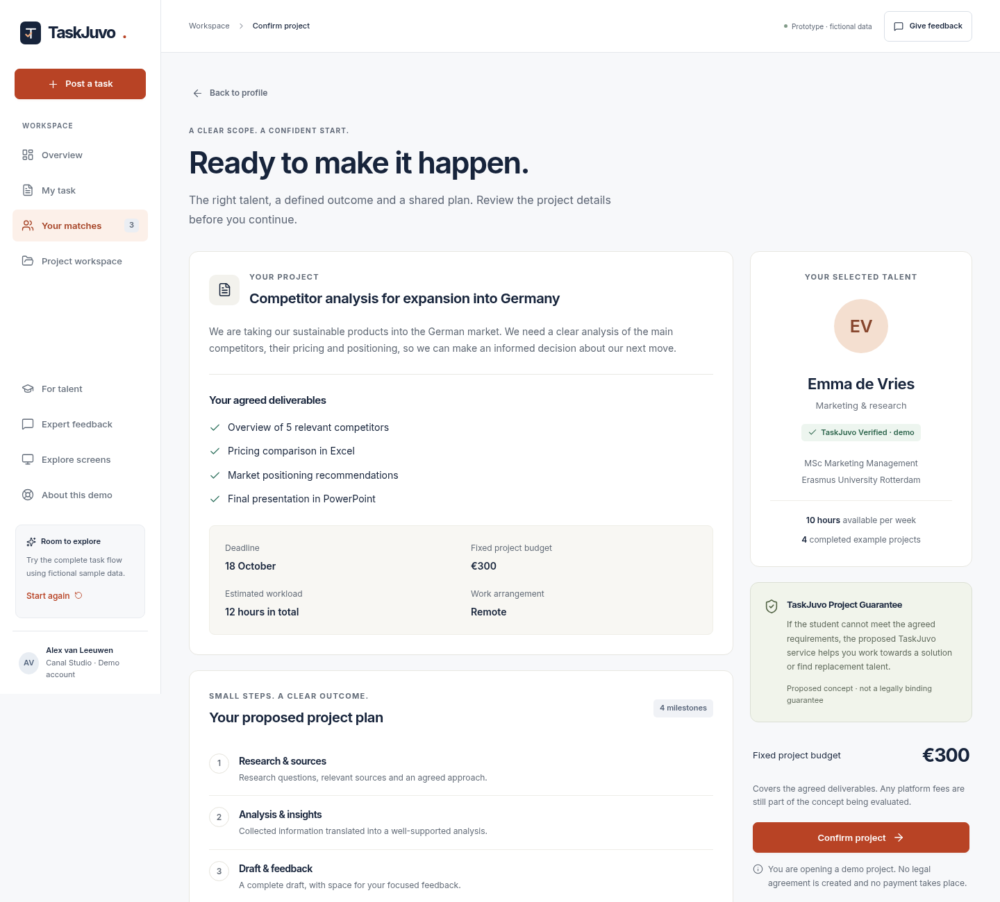 TaskJuvo.
Post a task
WORKSPACE
Overview
My task
Your matches 3
Project workspace
For talent
Expert feedback
Explore screens
About this demo
Room to explore
Try the complete task flow
using fictional sample data.
Start again
AV
Alex van Leeuwen
Canal Studio · Demo
account
Workspace > Confirm project
Prototype · fictional data
Give feedback
Back to profile
A CLEAR SCOPE. A CONFIDENT START.
Ready to make it happen.
The right talent, a defined outcome and a shared plan. Review the project details
before you continue.
YOUR PROJECT
Competitor analysis for expansion into Germany
We are taking our sustainable products into the German market. We need a clear analysis of the main
competitors, their pricing and positioning, so we can make an informed decision about our next move.
Your agreed deliverables
Overview of 5 relevant competitors
Pricing comparison in Excel
Market positioning recommendations
Final presentation in PowerPoint
Deadline
18 October
Fixed project budget
€300
Estimated workload
12 hours in total
Work arrangement
Remote
SMALL STEPS. A CLEAR OUTCOME.
Your proposed project plan
4 milestones
1
Research & sources
Research questions, relevant sources and an agreed approach.
2
Analysis & insights
Collected information translated into a well-supported analysis.
3
Draft & feedback
A complete draft, with space for your focused feedback.
YOUR SELECTED TALENT
EV
Emma de Vries
Marketing & research
TaskJuvo Verified · demo
MSc Marketing Management
Erasmus University Rotterdam
10 hours available per week
4 completed example projects
TaskJuvo Project Guarantee
If the student cannot meet the agreed
requirements, the proposed TaskJuvo
service helps you work towards a solution
or find replacement talent.
Proposed concept · not a legally binding
guarantee
Fixed project budget
€300
Covers the agreed deliverables. Any platform fees are
still part of the concept being evaluated.
Confirm project
You are opening a demo project. No legal
agreement is created and no payment takes place.